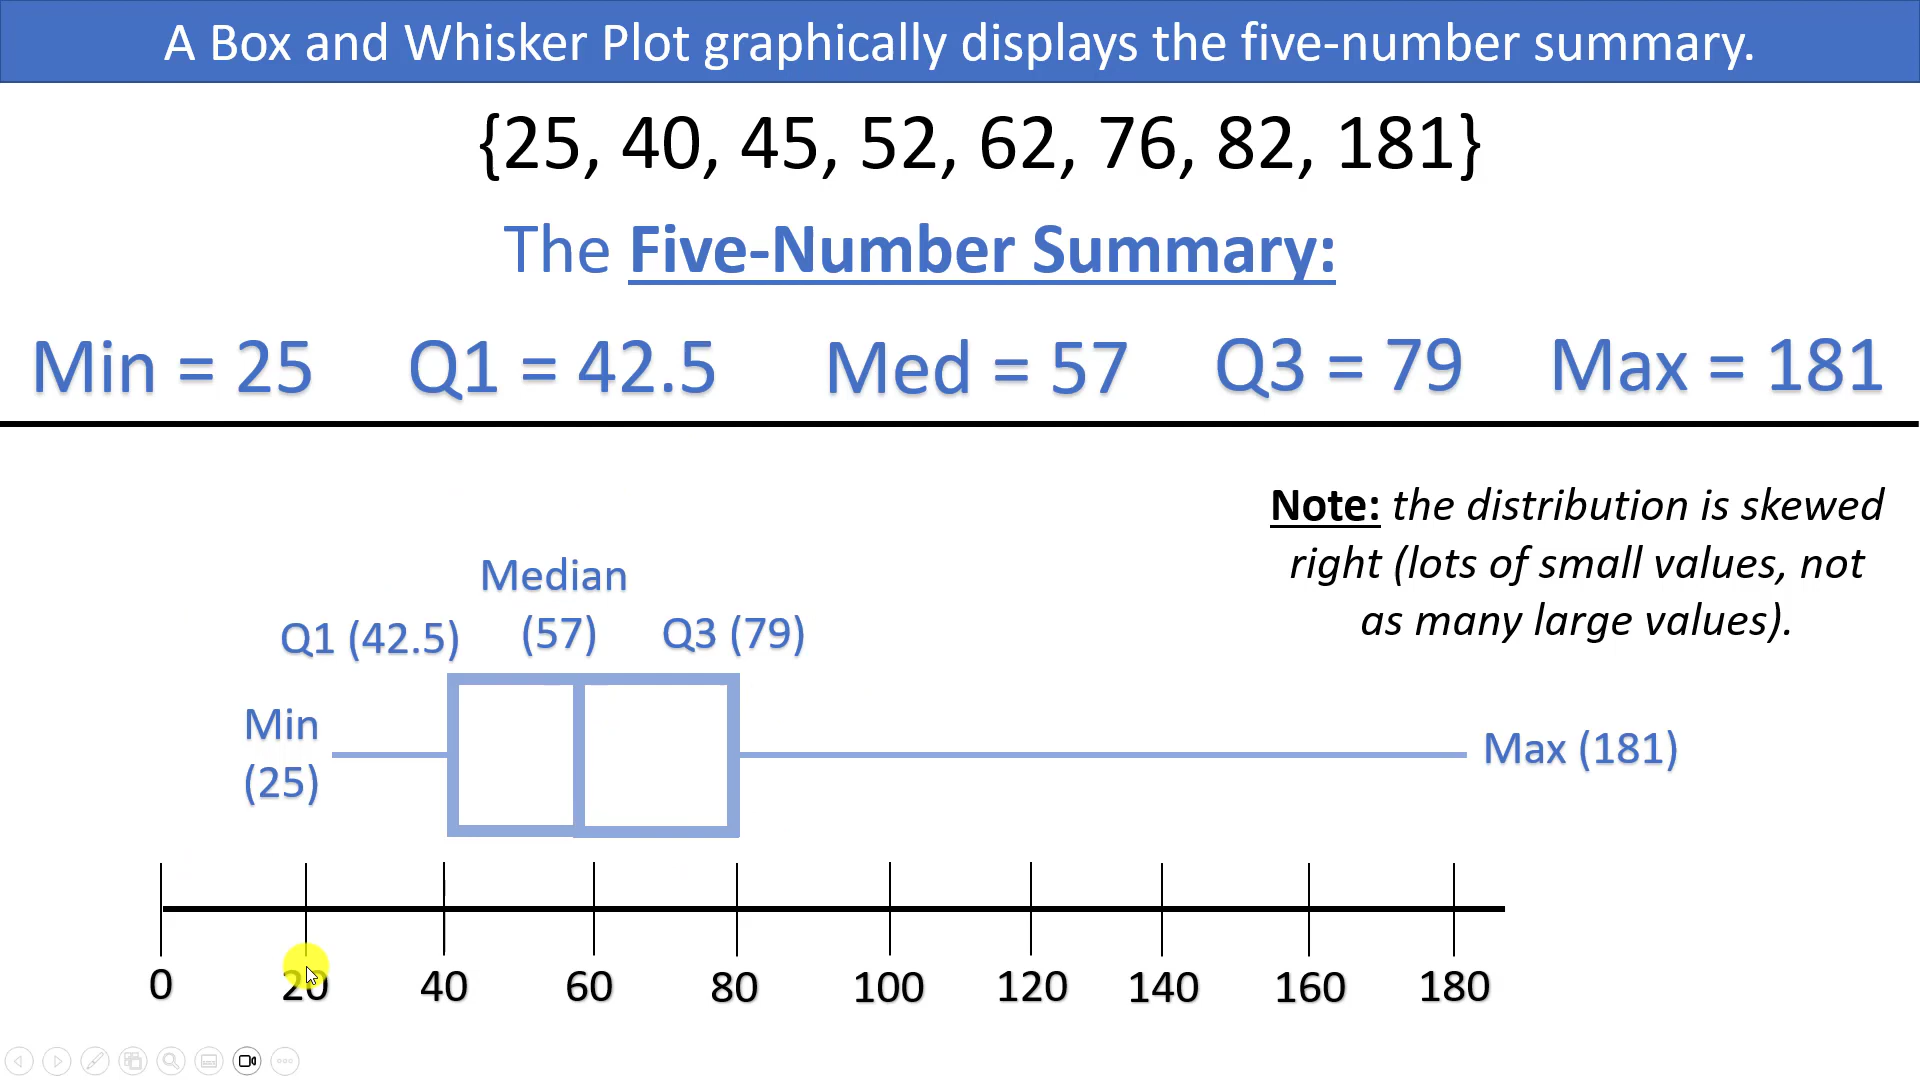 A Box and Whisker Plot graphically displays the five-number summary.
{25, 40, 45, 52, 62, 76, 82, 181}
The Five-Number Summary:
Min = 25 Q1 = 42.5 Med = 57 Q3 = 79 Max = 181
Note: the distribution is skewed
right (lots of small values, not
as many large values).
Median
Q1 (42.5) (57) Q3 (79)
Min
(25)
Max (181)
0 20 40 60 80 100 120 140 160 180